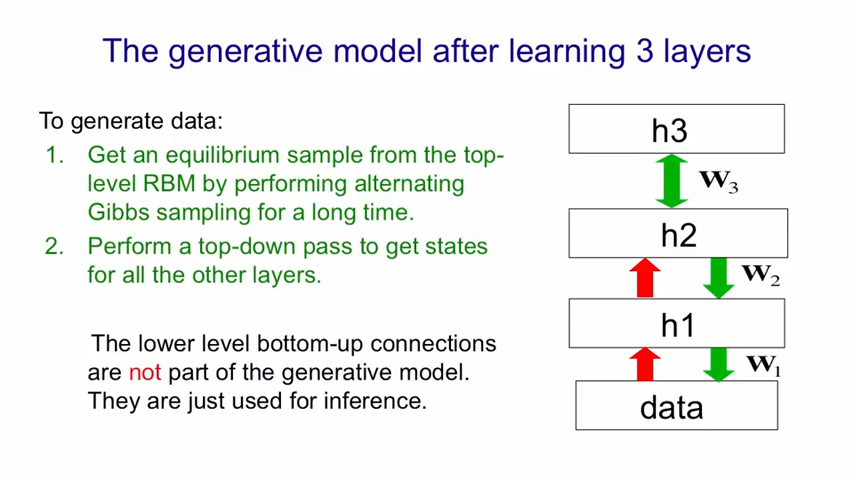 The generative model after learning 3 layers
To generate data:
1. Get an equilibrium sample from the top-
level RBM by performing alternating
Gibbs sampling for a long time.
2. Perform a top-down pass to get states
for all the other layers.
The lower level bottom-up connections
are not part of the generative model.
They are just used for inference.
h3
W3
h2
W2
h1
W1
data